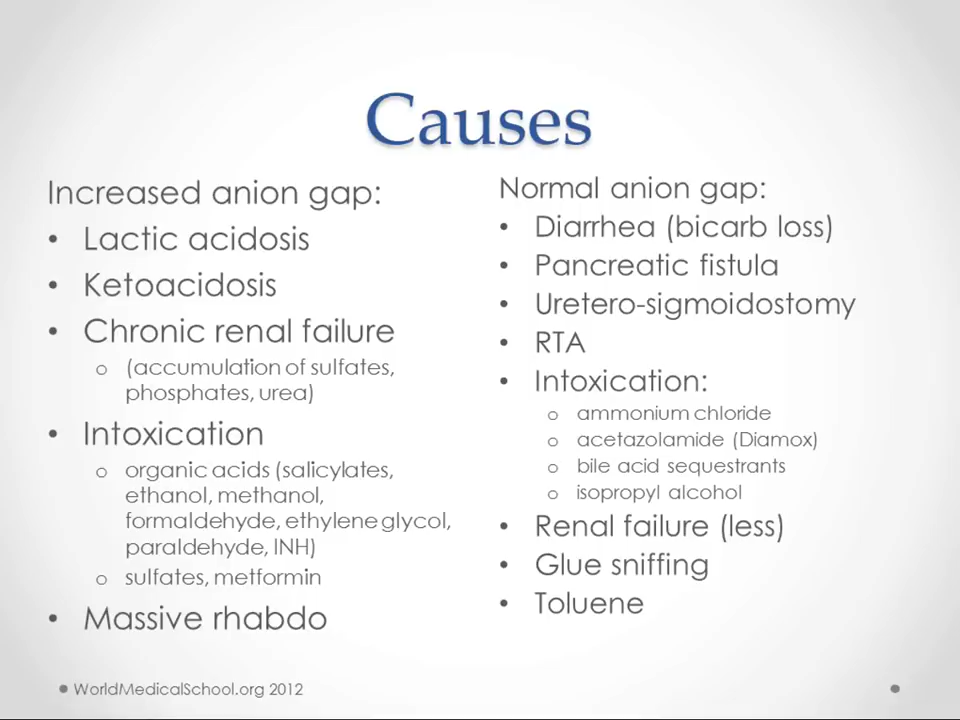 Causes
Increased anion gap:
• Lactic acidosis
• Ketoacidosis
• Chronic renal failure
o (accumulation of sulfates,
phosphates, urea)
• Intoxication
o organic acids (salicylates,
ethanol, methanol,
formaldehyde, ethylene glycol,
paraldehyde, INH)
o sulfates, metformin
• Massive rhabdo
Normal anion gap:
• Diarrhea (bicarb loss)
• Pancreatic fistula
• Uretero-sigmoidostomy
• RTA
• Intoxication:
o ammonium chloride
o acetazolamide (Diamox)
o bile acid sequestrants
o isopropyl alcohol
• Renal failure (less)
• Glue sniffing
• Toluene
WorldMedicalSchool.org 2012